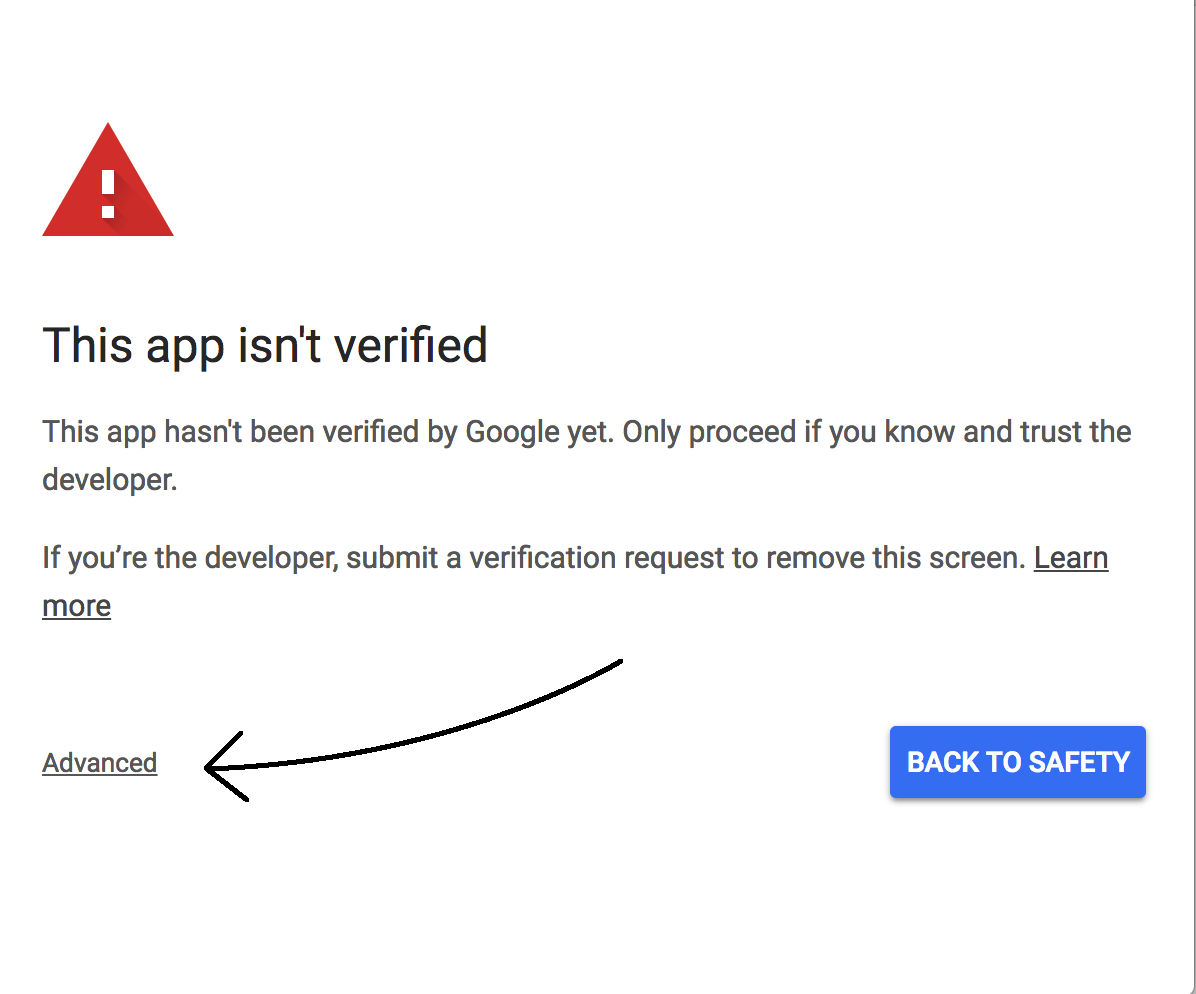 This app isn't verified
This app hasn't been verified by Google yet. Only proceed if you know and trust the
developer.
If you’re the developer, submit a verification request to remove this screen. Learn
more
Advanced
BACK TO SAFETY